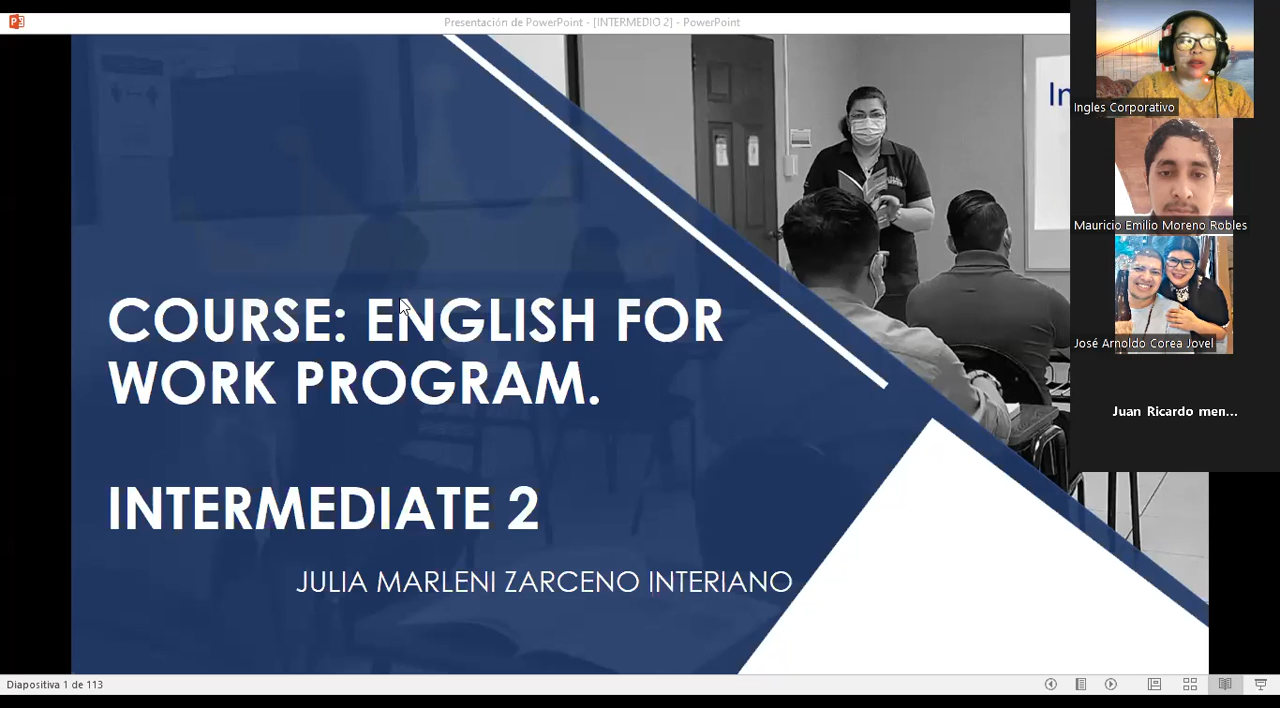 Presentación de PowerPoint - [INTERMEDIO 2] - PowerPoint
In
COURSE: ENGLISH FOR
WORK PROGRAM.
INTERMEDIATE 2
JULIA MARLENI ZARCENO INTERIANO
Ingles Corporativo
Mauricio Emilio Moreno Robles
José Arnoldo Corea Jovel
Juan Ricardo men...
Diapositiva 1 de 113